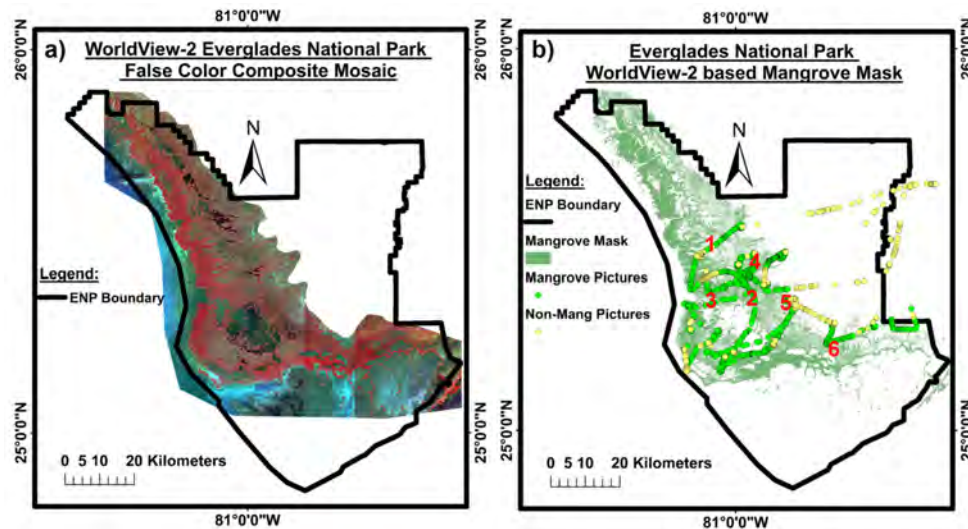 81°0'0"W
81°0'0"W
a)
WorldView-2 Everglades National Park
False Color Composite Mosaic
26°0'0"N
N
Legend:
ENP Boundary
25°0'0"N
0 5 10 20 Kilometers
81°0'0"W
b)
Everglades National Park
WorldView-2 based Mangrove Mask
26°0'0"N
26°0'0"N
N
Legend:
ENP Boundary
Mangrove Mask
Mangrove Pictures
Non-Mang Pictures
1
4
3
2
5
6
25°0'0"N
25°0'0"N
0 5 10 20 Kilometers
81°0'0"W